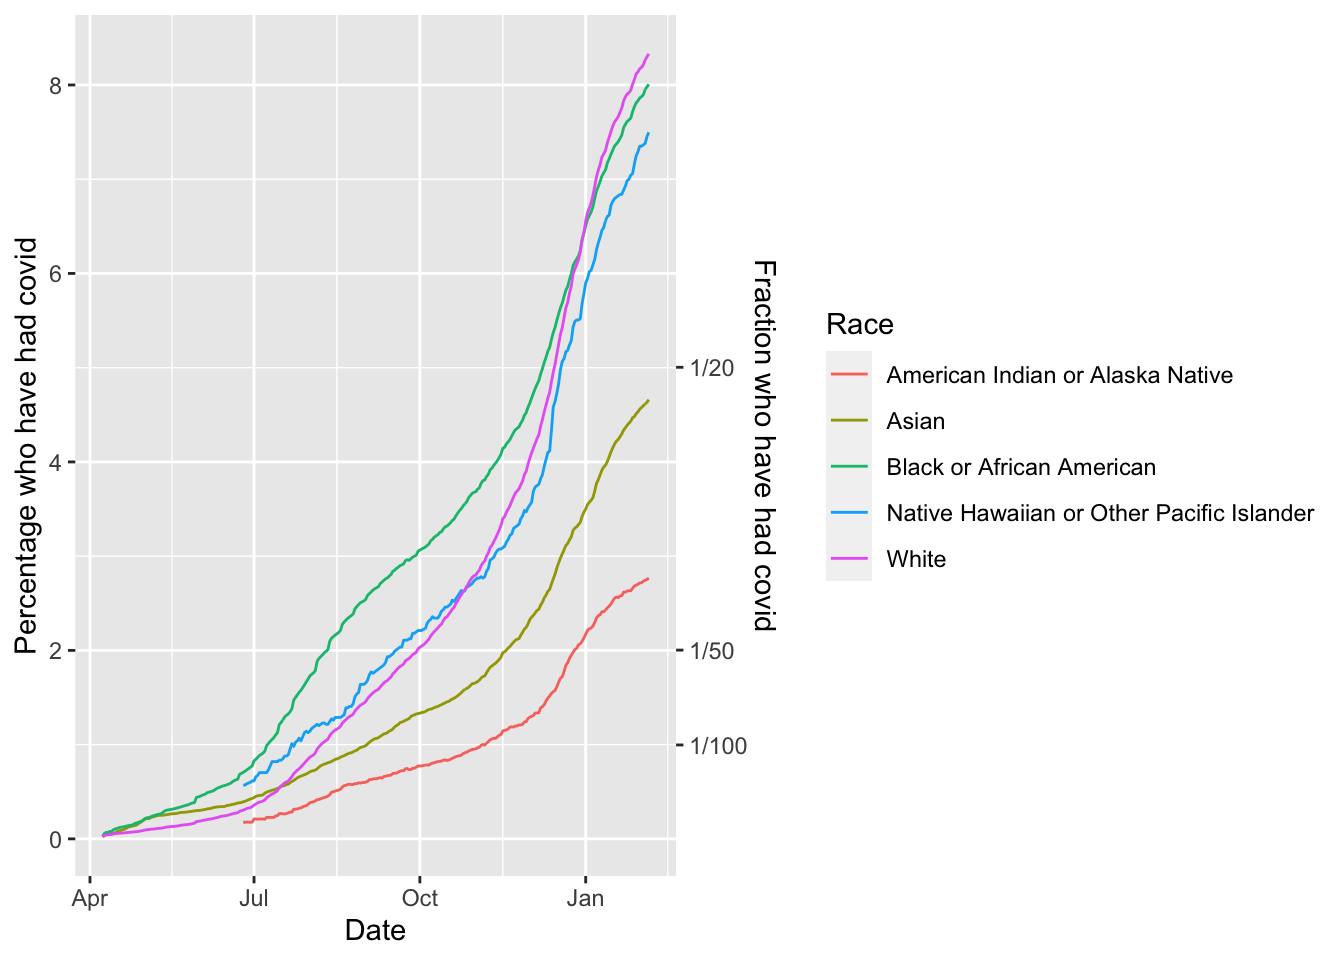 Percentage who have had covid
8
6
4
2
0
Apr
Jul
Oct
Jan
Date
1/20
1/50
1/100
Fraction who have had covid
Race
American Indian or Alaska Native
Asian
Black or African American
Native Hawaiian or Other Pacific Islander
White